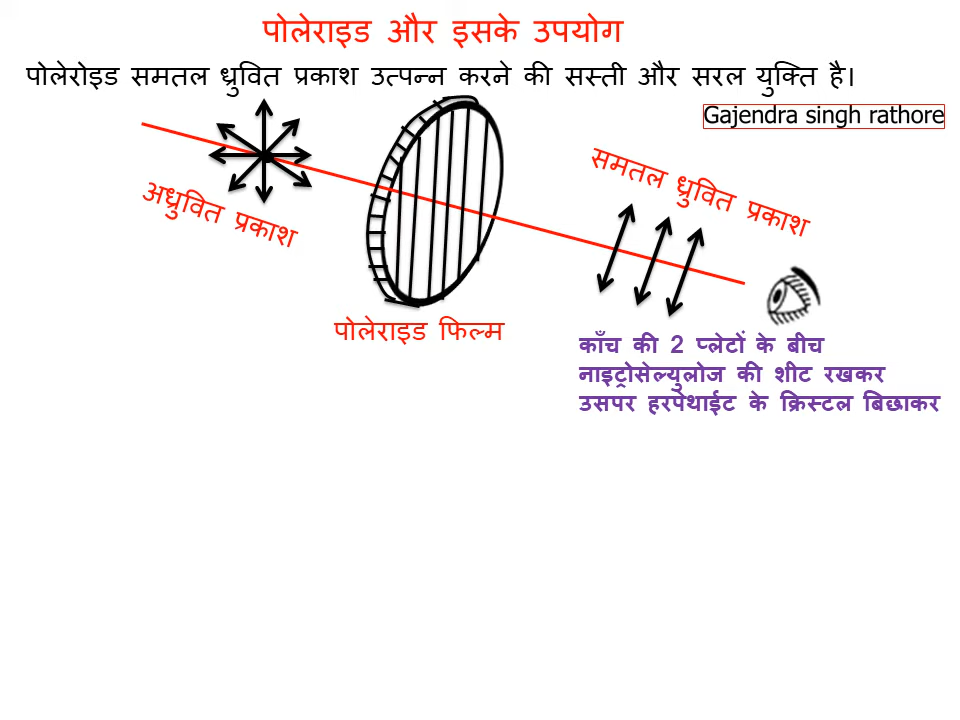 पोलेराइड और इसके उपयोग
पोलेरोइड समतल ध्रुवित प्रकाश उत्पन्न करने की सस्ती और सरल युक्ति है।
Gajendra singh rathore
समतल ध्रुवित प्रकाश
अध्रुवित प्रकाश
पोलेराइड फिल्म
काँच की 2 प्लेटों के बीच
नाइट्रोसेल्युलोज की शीट रखकर
उसपर हरपेथाईट के क्रिस्टल बिछाकर